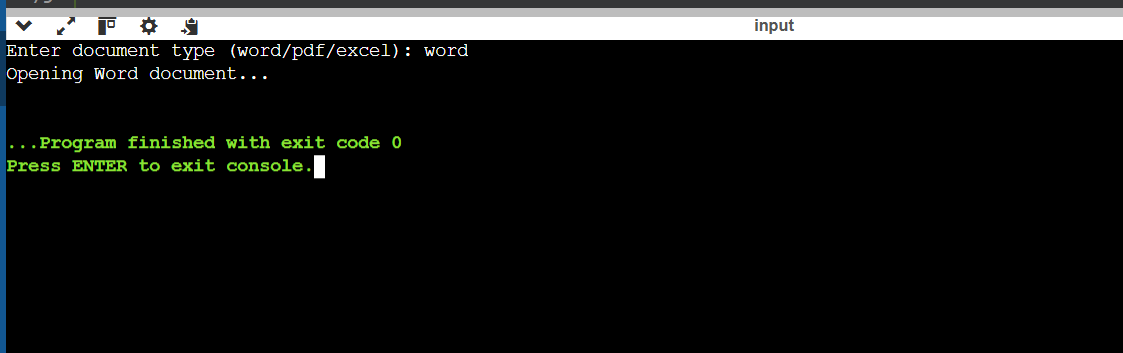 input
Enter document type (word/pdf/excel): word
Opening Word document...
...Program finished with exit code 0
Press ENTER to exit console.